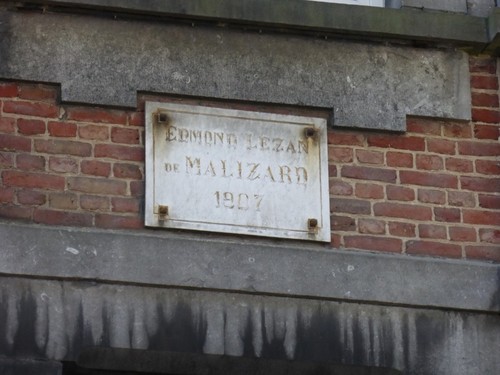 EDMOND LEZAN
DE MALIZARD
1907